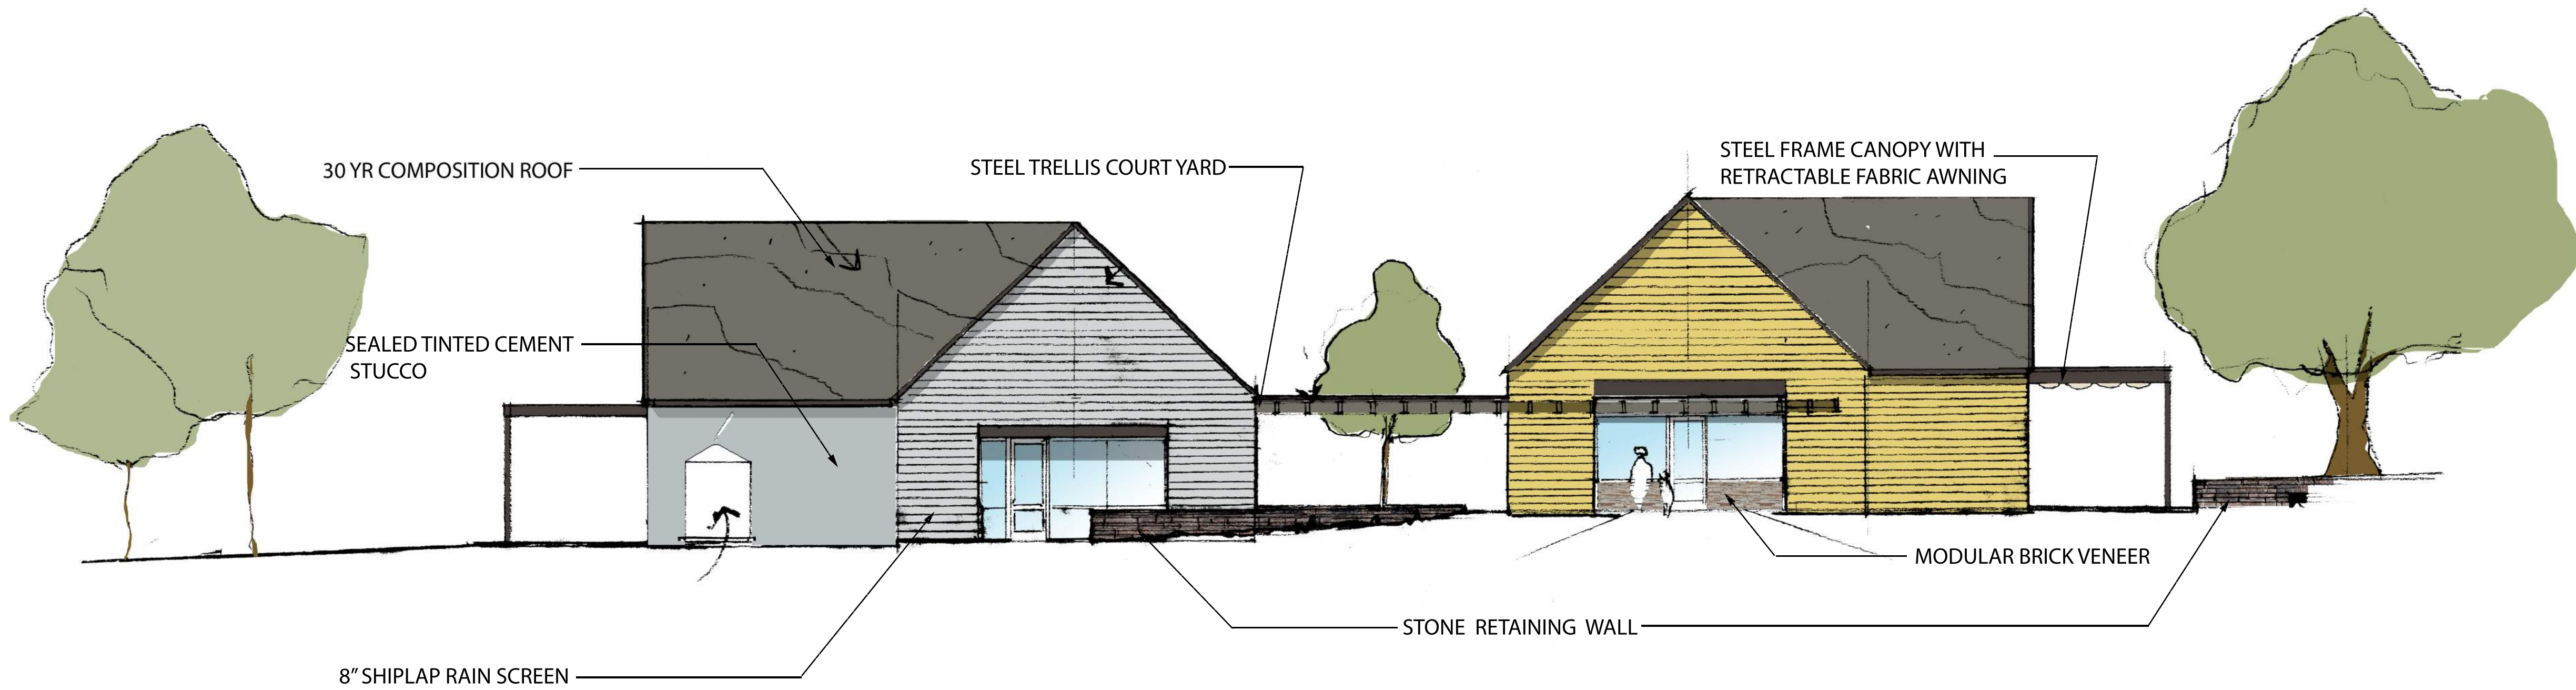 30 YR COMPOSITION ROOF
STEEL TRELLIS COURT YARD
STEEL FRAME CANOPY WITH
RETRACTABLE FABRIC AWNING
SEALED TINTED CEMENT
STUCCO
MODULAR BRICK VENEER
STONE RETAINING WALL
8" SHIPLAP RAIN SCREEN